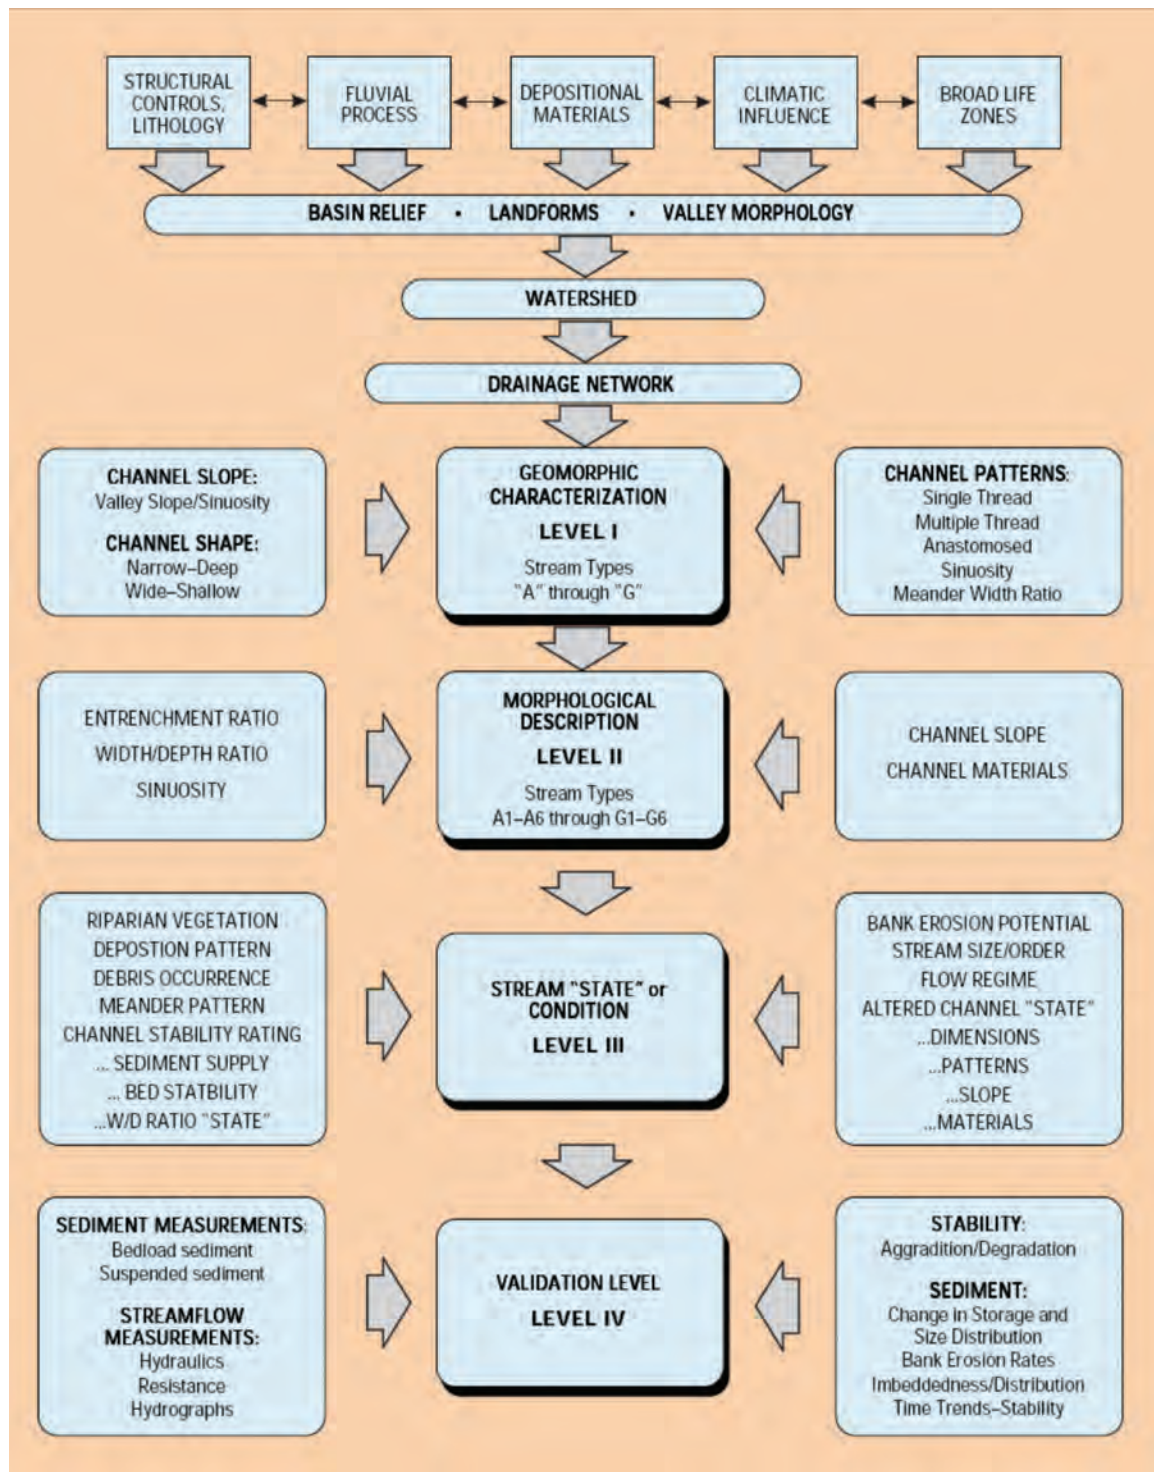 STRUCTURAL
CONTROLS,
LITHOLOGY
FLUVIAL
PROCESS
DEPOSITIONAL
MATERIALS
CLIMATIC
INFLUENCE
BROAD LIFE
ZONES
BASIN RELIEF • LANDFORMS • VALLEY MORPHOLOGY
WATERSHED
DRAINAGE NETWORK
CHANNEL SLOPE:
Valley Slope/Sinuosity
CHANNEL SHAPE:
Narrow–Deep
Wide–Shallow
GEOMORPHIC
CHARACTERIZATION
LEVEL I
Stream Types
"A" through "G"
CHANNEL PATTERNS:
Single Thread
Multiple Thread
Anastomosed
Sinuosity
Meander Width Ratio
ENTRENCHMENT RATIO
WIDTH/DEPTH RATIO
SINUOSITY
MORPHOLOGICAL
DESCRIPTION
LEVEL II
Stream Types
A1–A6 through G1–G6
CHANNEL SLOPE
CHANNEL MATERIALS
RIPARIAN VEGETATION
DEPOSTION PATTERN
DEBRIS OCCURRENCE
MEANDER PATTERN
CHANNEL STABILITY RATING
... SEDIMENT SUPPLY
... BED STATBILITY
...W/D RATIO "STATE"
STREAM "STATE" or
CONDITION
LEVEL III
BANK EROSION POTENTIAL
STREAM SIZE/ORDER
FLOW REGIME
ALTERED CHANNEL "STATE"
...DIMENSIONS
...PATTERNS
...SLOPE
...MATERIALS
SEDIMENT MEASUREMENTS:
Bedload sediment
Suspended sediment
STREAMFLOW
MEASUREMENTS:
Hydraulics
Resistance
Hydrographs
VALIDATION LEVEL
LEVEL IV
STABILITY:
Aggradition/Degradation
SEDIMENT:
Change in Storage and
Size Distribution
Bank Erosion Rates
Imbeddedness/Distribution
Time Trends–Stability